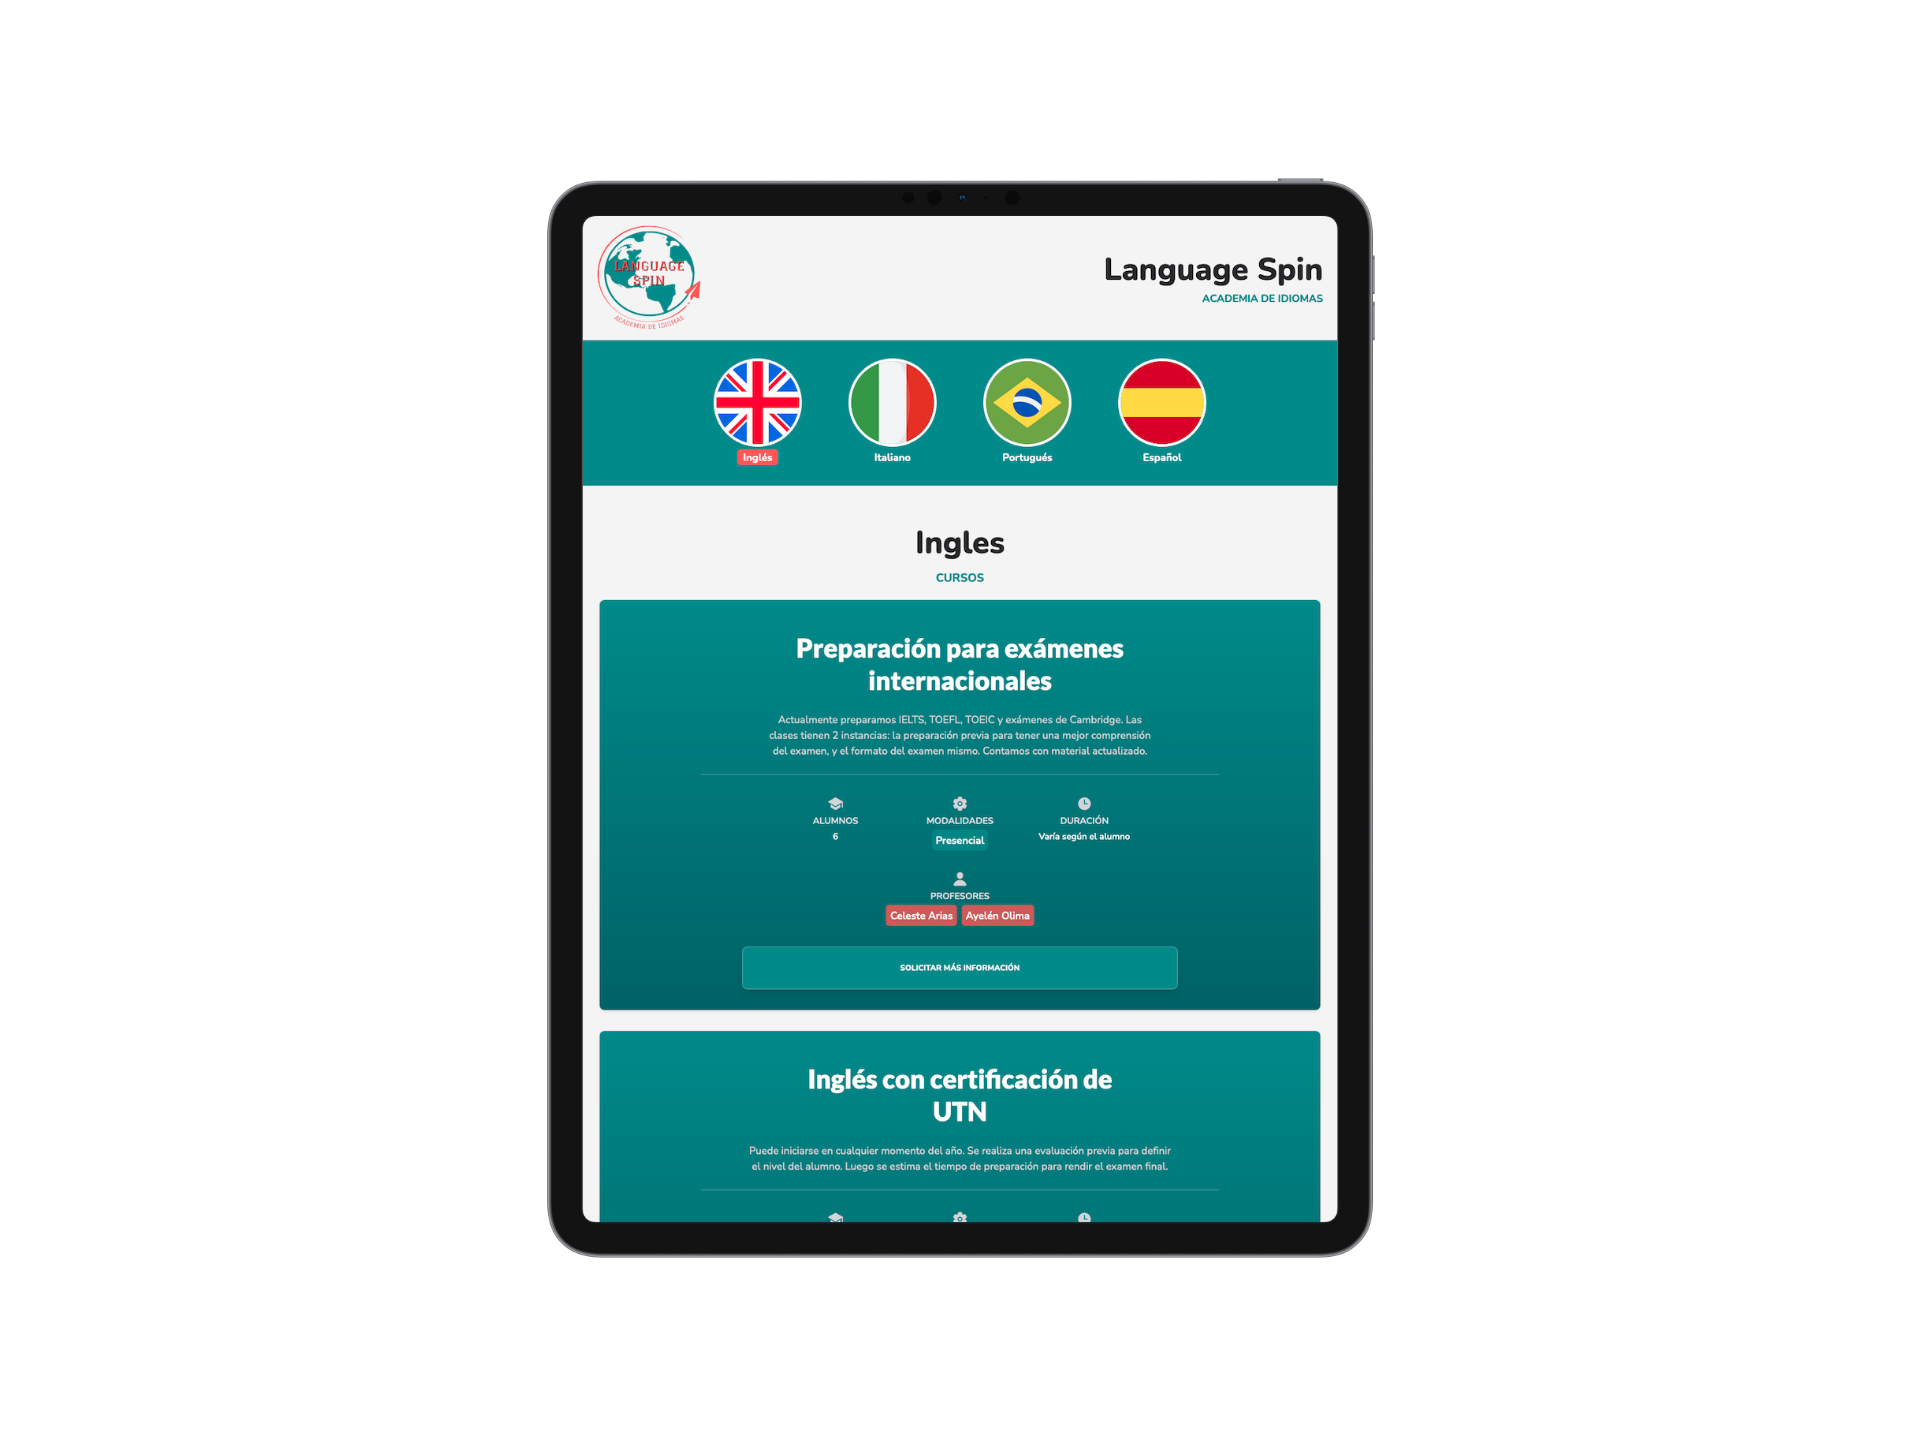 LANGUAGE
SPIN
ACADEMIA DE IDIOMAS
Language Spin
ACADEMIA DE IDIOMAS
Inglés
Italiano
Portugués
Español
Ingles
CURSOS
Preparación para exámenes
internacionales
Actualmente preparamos IELTS, TOEFL, TOEIC y exámenes de Cambridge. Las
clases tienen 2 instancias: la preparación previa para tener una mejor comprensión
del examen, y el formato del examen mismo. Contamos con material actualizado.
ALUMNOS
6
MODALIDADES
Presencial
DURACIÓN
Varía según el alumno
PROFESORES
Celeste Arias Ayelén Olima
SOLICITAR MÁS INFORMACIÓN
Inglés con certificación de
UTN
Puede iniciarse en cualquier momento del año. Se realiza una evaluación previa para definir
el nivel del alumno. Luego se estima el tiempo de preparación para rendir el examen final.